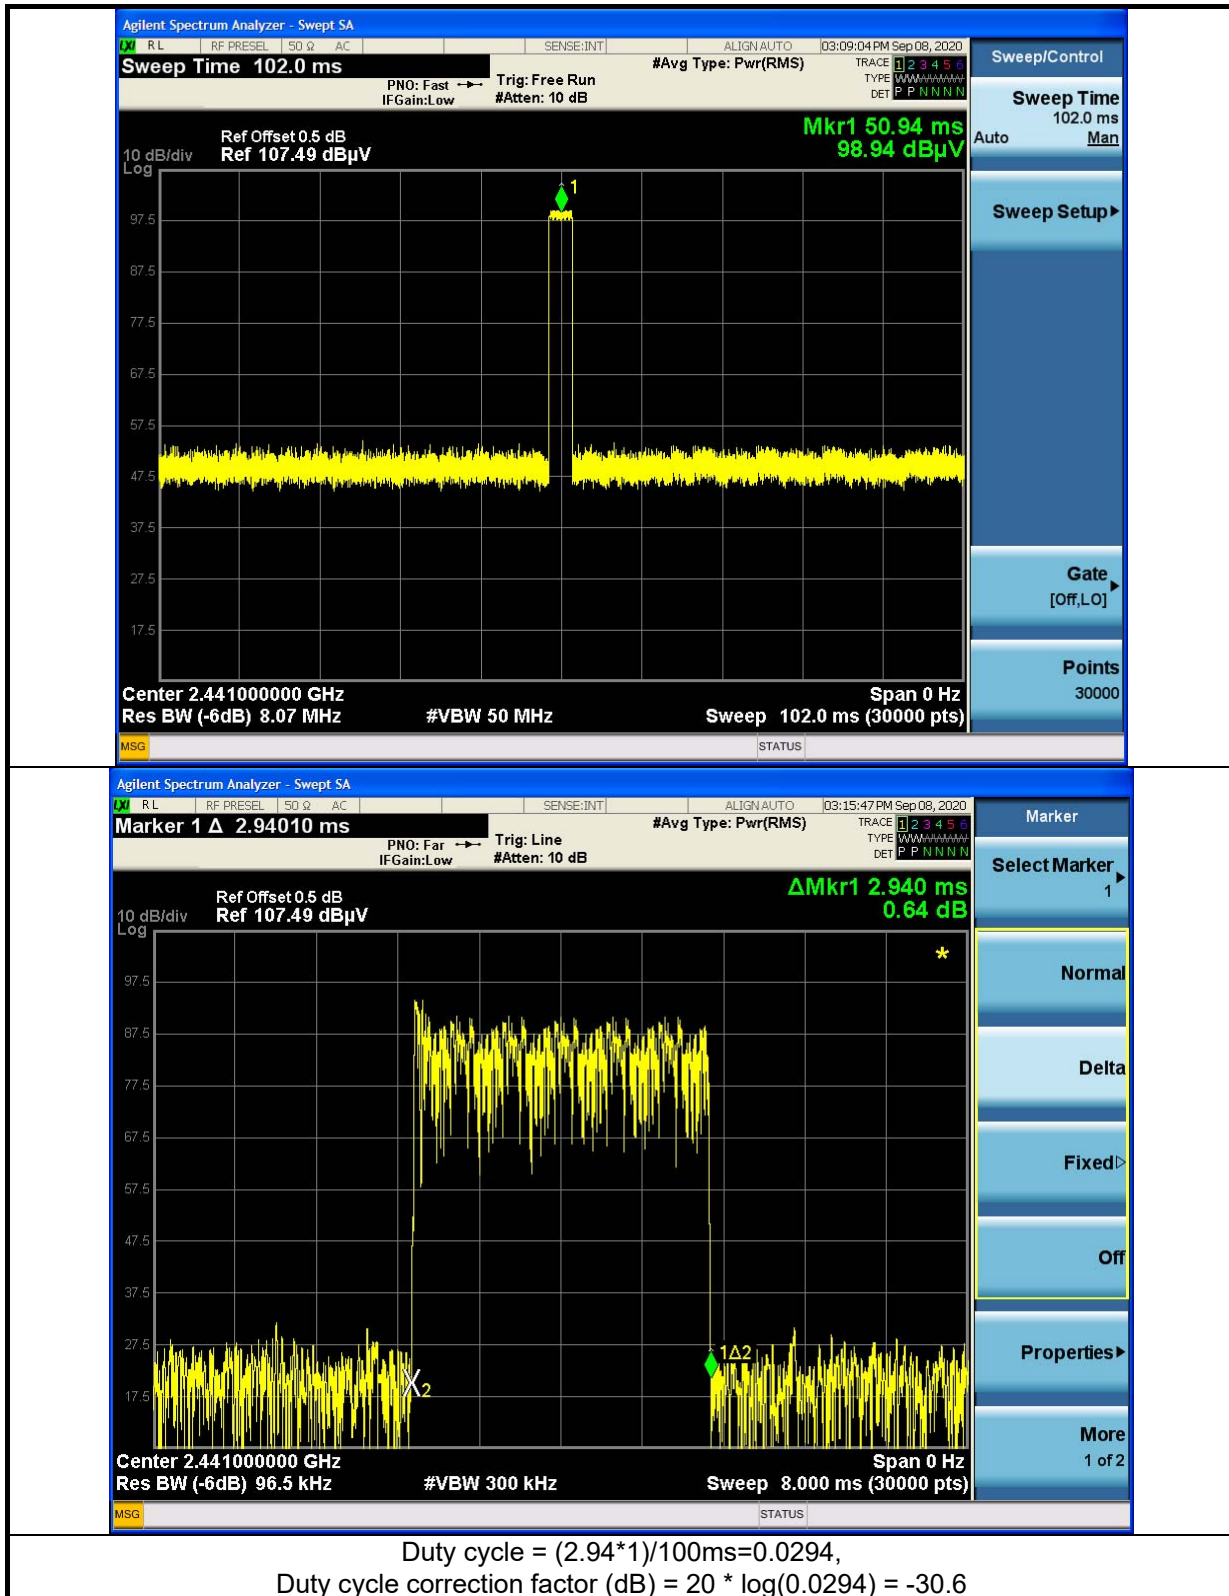 Agilent Spectrum Analyzer - Swept SA
LXI RL RF PRESEL 50 Ω AC SENSE:INT ALIGN AUTO 03:09:04 PM Sep 08, 2020
Sweep Time 102.0 ms
#Avg Type: Pwr(RMS)
TRACE 1 2 3 4 5 6
TYPE
DET P P N N N N
PNO: Fast
IFGain:Low
Trig: Free Run
#Atten: 10 dB
Mkr1 50.94 ms
98.94 dBµV
Ref Offset 0.5 dB
10 dB/div Ref 107.49 dBµV
Log
1
97.5
87.5
77.5
67.5
57.5
47.5
37.5
27.5
17.5
Center 2.441000000 GHz Span 0 Hz
Res BW (-6dB) 8.07 MHz #VBW 50 MHz Sweep 102.0 ms (30000 pts)
MSG STATUS
Sweep/Control
Sweep Time
102.0 ms
Auto Man
Sweep Setup
Gate
[Off,LO]
Points
30000
Agilent Spectrum Analyzer - Swept SA
LXI RL RF PRESEL 50 Ω AC SENSE:INT ALIGN AUTO 03:15:47 PM Sep 08, 2020
Marker 1 Δ 2.94010 ms
#Avg Type: Pwr(RMS)
TRACE 1 2 3 4 5 6
TYPE
DET P P N N N N
PNO: Far
IFGain:Low
Trig: Line
#Atten: 10 dB
ΔMkr1 2.940 ms
0.64 dB
Ref Offset 0.5 dB
10 dB/div Ref 107.49 dBµV
Log
*
97.5
87.5
77.5
67.5
57.5
47.5
37.5
27.5
17.5
1Δ2
X2
Center 2.441000000 GHz Span 0 Hz
Res BW (-6dB) 96.5 kHz #VBW 300 kHz Sweep 8.000 ms (30000 pts)
MSG STATUS
Marker
Select Marker
1
Normal
Delta
Fixed
Off
Properties
More
1 of 2
Duty cycle = (2.94*1)/100ms=0.0294,
Duty cycle correction factor (dB) = 20 * log(0.0294) = -30.6